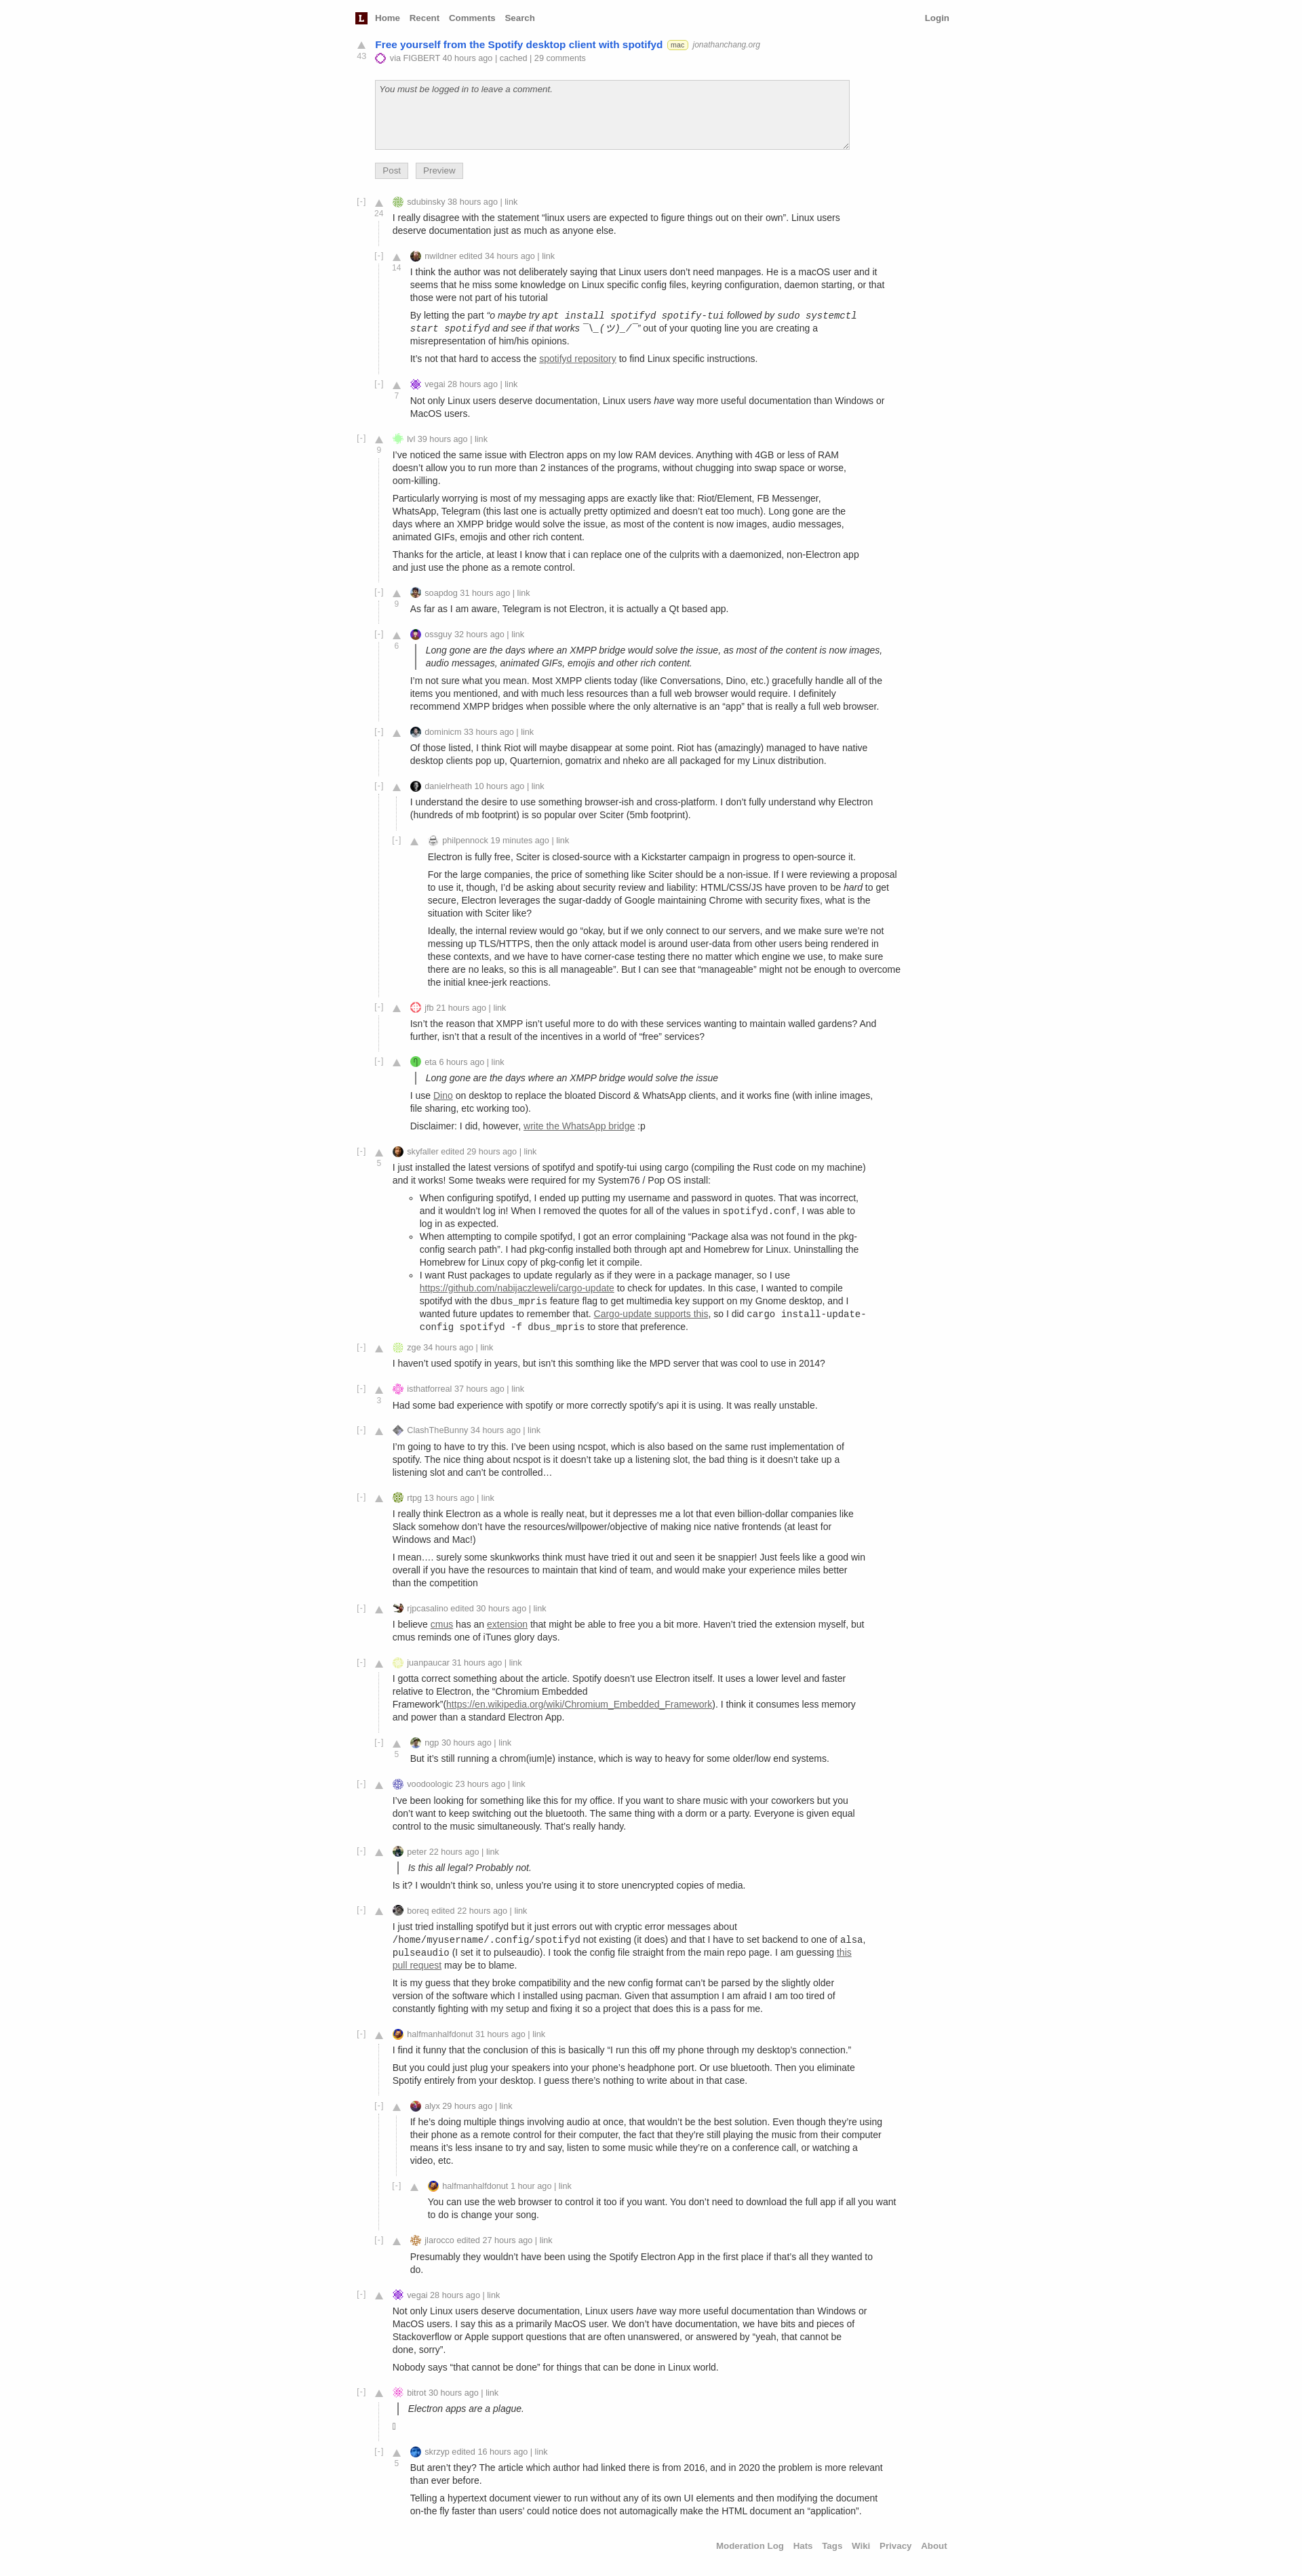 L Home Recent Comments Search Login
Free yourself from the Spotify desktop client with spotifyd mac jonathanchang.org
43 via FIGBERT 40 hours ago | cached | 29 comments
You must be logged in to leave a comment.
Post Preview
[-] sdubinsky 38 hours ago | link
24
I really disagree with the statement “linux users are expected to figure things out on their own”. Linux users
deserve documentation just as much as anyone else.
[-] nwildner edited 34 hours ago | link
14
I think the author was not deliberately saying that Linux users don’t need manpages. He is a macOS user and it
seems that he miss some knowledge on Linux specific config files, keyring configuration, daemon starting, or that
those were not part of his tutorial
By letting the part “o maybe try apt install spotifyd spotify-tui followed by sudo systemctl
start spotifyd and see if that works ¯\_(ツ)_/¯” out of your quoting line you are creating a
misrepresentation of him/his opinions.
It’s not that hard to access the spotifyd repository to find Linux specific instructions.
[-] vegai 28 hours ago | link
7
Not only Linux users deserve documentation, Linux users have way more useful documentation than Windows or
MacOS users.
[-] lvl 39 hours ago | link
9
I’ve noticed the same issue with Electron apps on my low RAM devices. Anything with 4GB or less of RAM
doesn’t allow you to run more than 2 instances of the programs, without chugging into swap space or worse,
oom-killing.
Particularly worrying is most of my messaging apps are exactly like that: Riot/Element, FB Messenger,
WhatsApp, Telegram (this last one is actually pretty optimized and doesn’t eat too much). Long gone are the
days where an XMPP bridge would solve the issue, as most of the content is now images, audio messages,
animated GIFs, emojis and other rich content.
Thanks for the article, at least I know that i can replace one of the culprits with a daemonized, non-Electron app
and just use the phone as a remote control.
[-] soapdog 31 hours ago | link
9
As far as I am aware, Telegram is not Electron, it is actually a Qt based app.
[-] ossguy 32 hours ago | link
6
Long gone are the days where an XMPP bridge would solve the issue, as most of the content is now images,
audio messages, animated GIFs, emojis and other rich content.
I’m not sure what you mean. Most XMPP clients today (like Conversations, Dino, etc.) gracefully handle all of the
items you mentioned, and with much less resources than a full web browser would require. I definitely
recommend XMPP bridges when possible where the only alternative is an “app” that is really a full web browser.
[-] dominicm 33 hours ago | link
Of those listed, I think Riot will maybe disappear at some point. Riot has (amazingly) managed to have native
desktop clients pop up, Quarternion, gomatrix and nheko are all packaged for my Linux distribution.
[-] danielrheath 10 hours ago | link
I understand the desire to use something browser-ish and cross-platform. I don’t fully understand why Electron
(hundreds of mb footprint) is so popular over Sciter (5mb footprint).
[-] philpennock 19 minutes ago | link
Electron is fully free, Sciter is closed-source with a Kickstarter campaign in progress to open-source it.
For the large companies, the price of something like Sciter should be a non-issue. If I were reviewing a proposal
to use it, though, I’d be asking about security review and liability: HTML/CSS/JS have proven to be hard to get
secure, Electron leverages the sugar-daddy of Google maintaining Chrome with security fixes, what is the
situation with Sciter like?
Ideally, the internal review would go “okay, but if we only connect to our servers, and we make sure we’re not
messing up TLS/HTTPS, then the only attack model is around user-data from other users being rendered in
these contexts, and we have to have corner-case testing there no matter which engine we use, to make sure
there are no leaks, so this is all manageable”. But I can see that “manageable” might not be enough to overcome
the initial knee-jerk reactions.
[-] jfb 21 hours ago | link
Isn’t the reason that XMPP isn’t useful more to do with these services wanting to maintain walled gardens? And
further, isn’t that a result of the incentives in a world of “free” services?
[-] eta 6 hours ago | link
Long gone are the days where an XMPP bridge would solve the issue
I use Dino on desktop to replace the bloated Discord & WhatsApp clients, and it works fine (with inline images,
file sharing, etc working too).
Disclaimer: I did, however, write the WhatsApp bridge :p
[-] skyfaller edited 29 hours ago | link
5
I just installed the latest versions of spotifyd and spotify-tui using cargo (compiling the Rust code on my machine)
and it works! Some tweaks were required for my System76 / Pop OS install:
When configuring spotifyd, I ended up putting my username and password in quotes. That was incorrect,
and it wouldn’t log in! When I removed the quotes for all of the values in spotifyd.conf, I was able to
log in as expected.
When attempting to compile spotifyd, I got an error complaining “Package alsa was not found in the pkg-
config search path”. I had pkg-config installed both through apt and Homebrew for Linux. Uninstalling the
Homebrew for Linux copy of pkg-config let it compile.
I want Rust packages to update regularly as if they were in a package manager, so I use
https://github.com/nabijaczleweli/cargo-update to check for updates. In this case, I wanted to compile
spotifyd with the dbus_mpris feature flag to get multimedia key support on my Gnome desktop, and I
wanted future updates to remember that. Cargo-update supports this, so I did cargo install-update-
config spotifyd -f dbus_mpris to store that preference.
[-] zge 34 hours ago | link
I haven’t used spotify in years, but isn’t this somthing like the MPD server that was cool to use in 2014?
[-] isthatforreal 37 hours ago | link
3
Had some bad experience with spotify or more correctly spotify’s api it is using. It was really unstable.
[-] ClashTheBunny 34 hours ago | link
I’m going to have to try this. I’ve been using ncspot, which is also based on the same rust implementation of
spotify. The nice thing about ncspot is it doesn’t take up a listening slot, the bad thing is it doesn’t take up a
listening slot and can’t be controlled…
[-] rtpg 13 hours ago | link
I really think Electron as a whole is really neat, but it depresses me a lot that even billion-dollar companies like
Slack somehow don’t have the resources/willpower/objective of making nice native frontends (at least for
Windows and Mac!)
I mean…. surely some skunkworks think must have tried it out and seen it be snappier! Just feels like a good win
overall if you have the resources to maintain that kind of team, and would make your experience miles better
than the competition
[-] rjpcasalino edited 30 hours ago | link
I believe cmus has an extension that might be able to free you a bit more. Haven’t tried the extension myself, but
cmus reminds one of iTunes glory days.
[-] juanpaucar 31 hours ago | link
I gotta correct something about the article. Spotify doesn’t use Electron itself. It uses a lower level and faster
relative to Electron, the “Chromium Embedded
Framework”(https://en.wikipedia.org/wiki/Chromium_Embedded_Framework). I think it consumes less memory
and power than a standard Electron App.
[-] ngp 30 hours ago | link
5
But it’s still running a chrom(ium|e) instance, which is way to heavy for some older/low end systems.
[-] voodoologic 23 hours ago | link
I’ve been looking for something like this for my office. If you want to share music with your coworkers but you
don’t want to keep switching out the bluetooth. The same thing with a dorm or a party. Everyone is given equal
control to the music simultaneously. That’s really handy.
[-] peter 22 hours ago | link
Is this all legal? Probably not.
Is it? I wouldn’t think so, unless you’re using it to store unencrypted copies of media.
[-] boreq edited 22 hours ago | link
I just tried installing spotifyd but it just errors out with cryptic error messages about
/home/myusername/.config/spotifyd not existing (it does) and that I have to set backend to one of alsa,
pulseaudio (I set it to pulseaudio). I took the config file straight from the main repo page. I am guessing this
pull request may be to blame.
It is my guess that they broke compatibility and the new config format can’t be parsed by the slightly older
version of the software which I installed using pacman. Given that assumption I am afraid I am too tired of
constantly fighting with my setup and fixing it so a project that does this is a pass for me.
[-] halfmanhalfdonut 31 hours ago | link
I find it funny that the conclusion of this is basically “I run this off my phone through my desktop’s connection.”
But you could just plug your speakers into your phone’s headphone port. Or use bluetooth. Then you eliminate
Spotify entirely from your desktop. I guess there’s nothing to write about in that case.
[-] alyx 29 hours ago | link
If he’s doing multiple things involving audio at once, that wouldn’t be the best solution. Even though they’re using
their phone as a remote control for their computer, the fact that they’re still playing the music from their computer
means it’s less insane to try and say, listen to some music while they’re on a conference call, or watching a
video, etc.
[-] halfmanhalfdonut 1 hour ago | link
You can use the web browser to control it too if you want. You don’t need to download the full app if all you want
to do is change your song.
[-] jlarocco edited 27 hours ago | link
Presumably they wouldn’t have been using the Spotify Electron App in the first place if that’s all they wanted to
do.
[-] vegai 28 hours ago | link
Not only Linux users deserve documentation, Linux users have way more useful documentation than Windows or
MacOS users. I say this as a primarily MacOS user. We don’t have documentation, we have bits and pieces of
Stackoverflow or Apple support questions that are often unanswered, or answered by “yeah, that cannot be
done, sorry”.
Nobody says “that cannot be done” for things that can be done in Linux world.
[-] bitrot 30 hours ago | link
Electron apps are a plague.
[-] skrzyp edited 16 hours ago | link
5
But aren’t they? The article which author had linked there is from 2016, and in 2020 the problem is more relevant
than ever before.
Telling a hypertext document viewer to run without any of its own UI elements and then modifying the document
on-the fly faster than users’ could notice does not automagically make the HTML document an “application”.
Moderation Log Hats Tags Wiki Privacy About